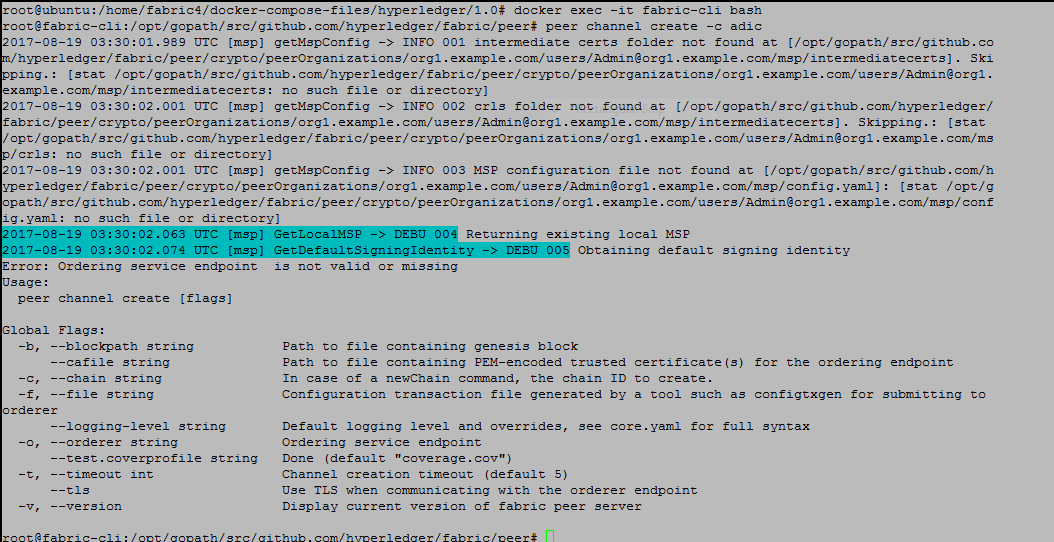 root@ubuntu:/home/fabric4/docker-compose-files/hyperledger/1.0# docker exec -it fabric-cli bash
root@fabric-cli:/opt/gopath/src/github.com/hyperledger/fabric/peer# peer channel create -c adic
2017-08-19 03:30:01.989 UTC [msp] getMspConfig -> INFO 001 intermediate certs folder not found at [/opt/gopath/src/github.co
m/hyperledger/fabric/peer/crypto/peerOrganizations/org1.example.com/users/Admin@org1.example.com/msp/intermediatecerts]. Ski
pping.: [stat /opt/gopath/src/github.com/hyperledger/fabric/peer/crypto/peerOrganizations/org1.example.com/users/Admin@org1.
example.com/msp/intermediatecerts: no such file or directory]
2017-08-19 03:30:02.001 UTC [msp] getMspConfig -> INFO 002 crls folder not found at [/opt/gopath/src/github.com/hyperledger/
fabric/peer/crypto/peerOrganizations/org1.example.com/users/Admin@org1.example.com/msp/intermediatecerts]. Skipping.: [stat
/opt/gopath/src/github.com/hyperledger/fabric/peer/crypto/peerOrganizations/org1.example.com/users/Admin@org1.example.com/ms
p/crls: no such file or directory]
2017-08-19 03:30:02.001 UTC [msp] getMspConfig -> INFO 003 MSP configuration file not found at [/opt/gopath/src/github.com/h
yperledger/fabric/peer/crypto/peerOrganizations/org1.example.com/users/Admin@org1.example.com/msp/config.yaml]: [stat /opt/g
opath/src/github.com/hyperledger/fabric/peer/crypto/peerOrganizations/org1.example.com/users/Admin@org1.example.com/msp/conf
ig.yaml: no such file or directory]
2017-08-19 03:30:02.063 UTC [msp] GetLocalMSP -> DEBU 004 Returning existing local MSP
2017-08-19 03:30:02.074 UTC [msp] GetDefaultSigningIdentity -> DEBU 005 Obtaining default signing identity
Error: Ordering service endpoint  is not valid or missing
Usage:
  peer channel create [flags]

Global Flags:
  -b, --blockpath string          Path to file containing genesis block
      --cafile string             Path to file containing PEM-encoded trusted certificate(s) for the ordering endpoint
  -c, --chain string              In case of a newChain command, the chain ID to create.
  -f, --file string               Configuration transaction file generated by a tool such as configtxgen for submitting to
orderer
      --logging-level string      Default logging level and overrides, see core.yaml for full syntax
  -o, --orderer string            Ordering service endpoint
      --test.coverprofile string  Done (default "coverage.cov")
  -t, --timeout int               Channel creation timeout (default 5)
      --tls                       Use TLS when communicating with the orderer endpoint
  -v, --version                   Display current version of fabric peer server

root@fabric-cli:/opt/gopath/src/github.com/hyperledger/fabric/peer#